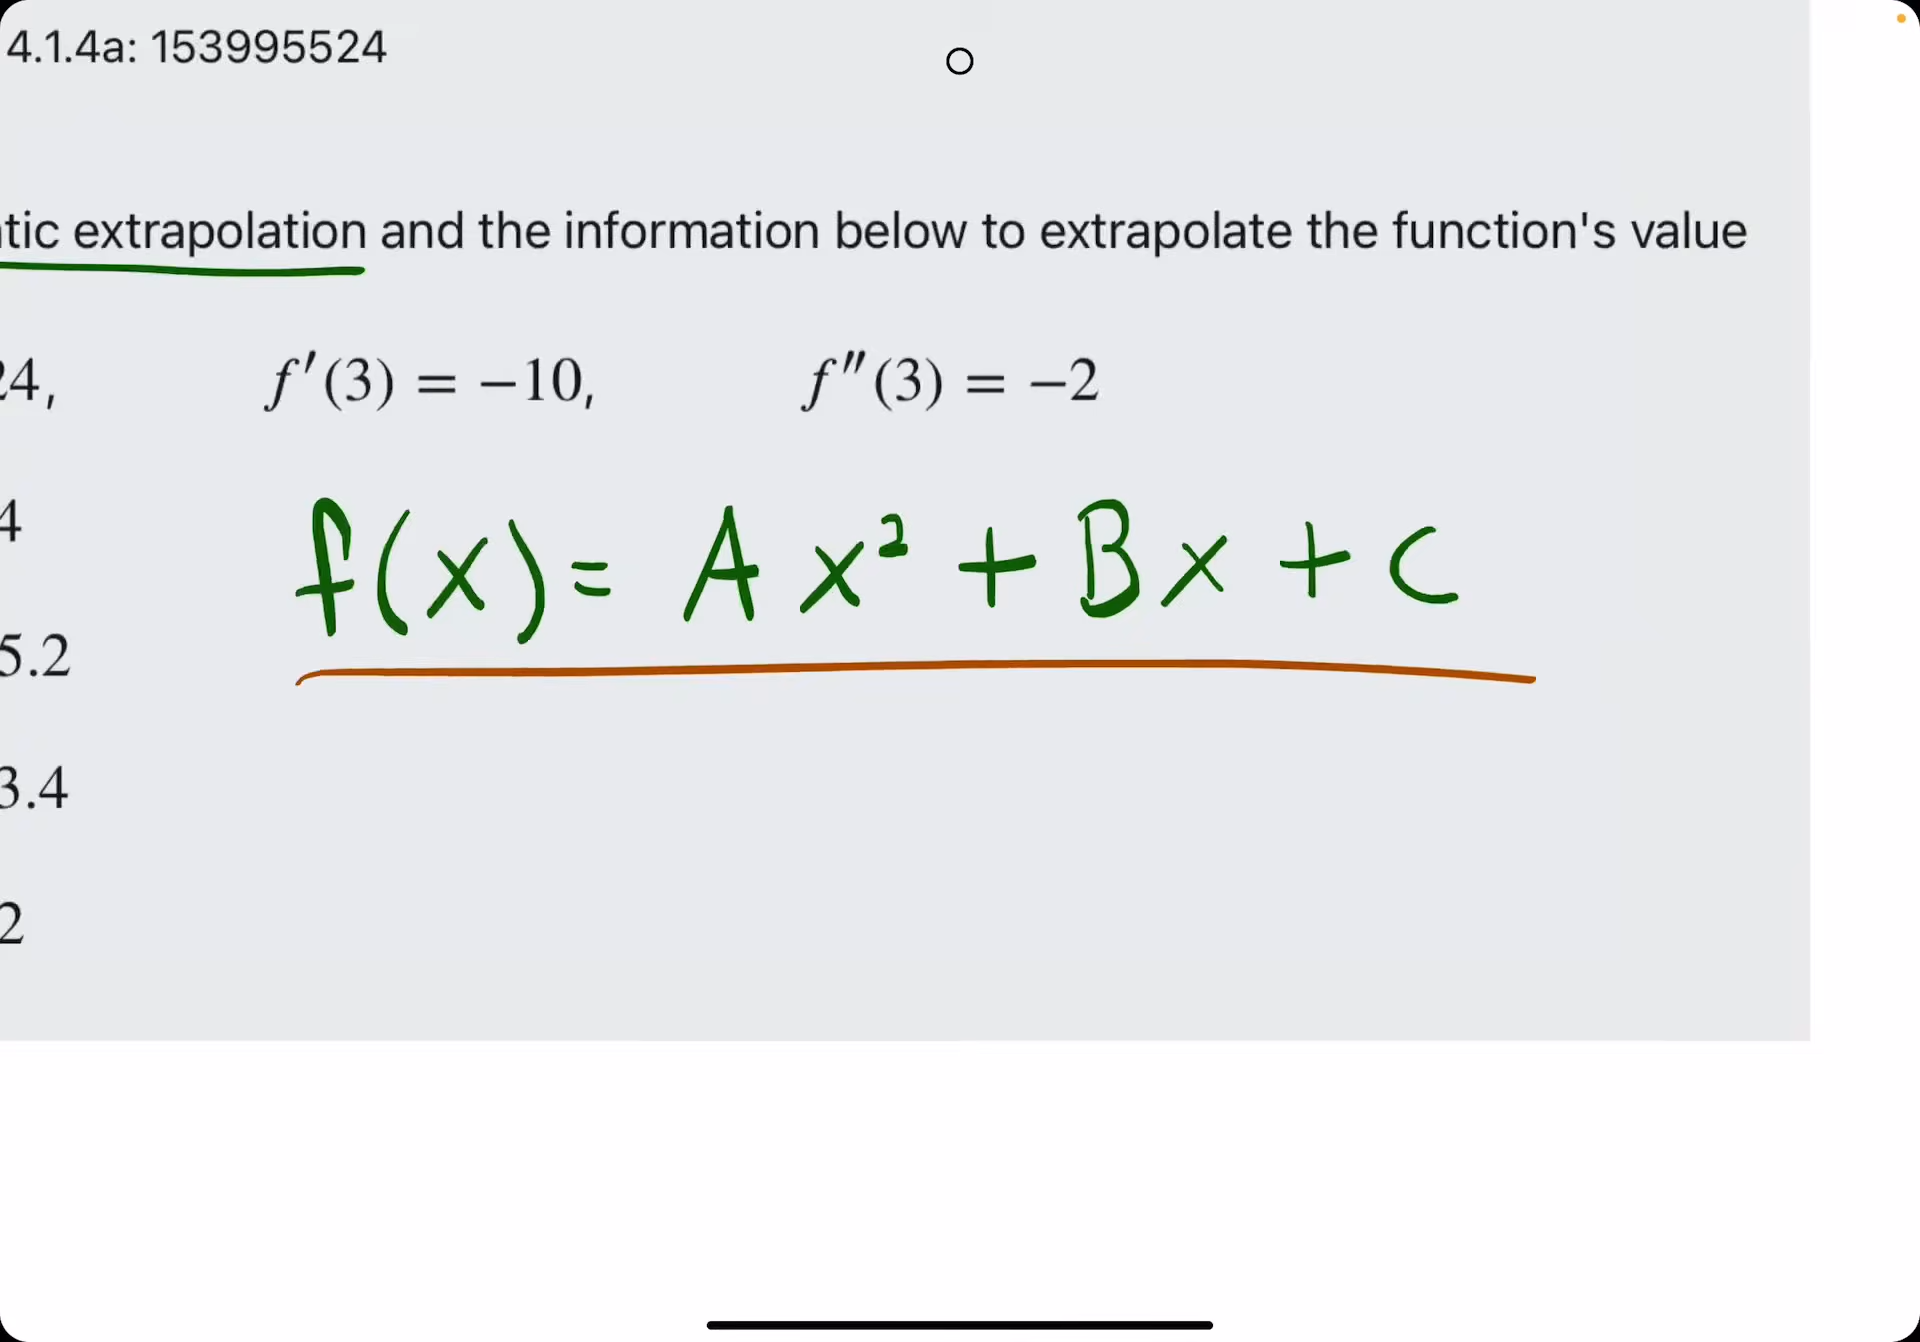 4.1.4a: 153995524
extrapolation and the information below to extrapolate the function's value
4, f′(3) = −10, f″(3) = −2
4
f(x) = Ax² + Bx + C
5.2
3.4
2